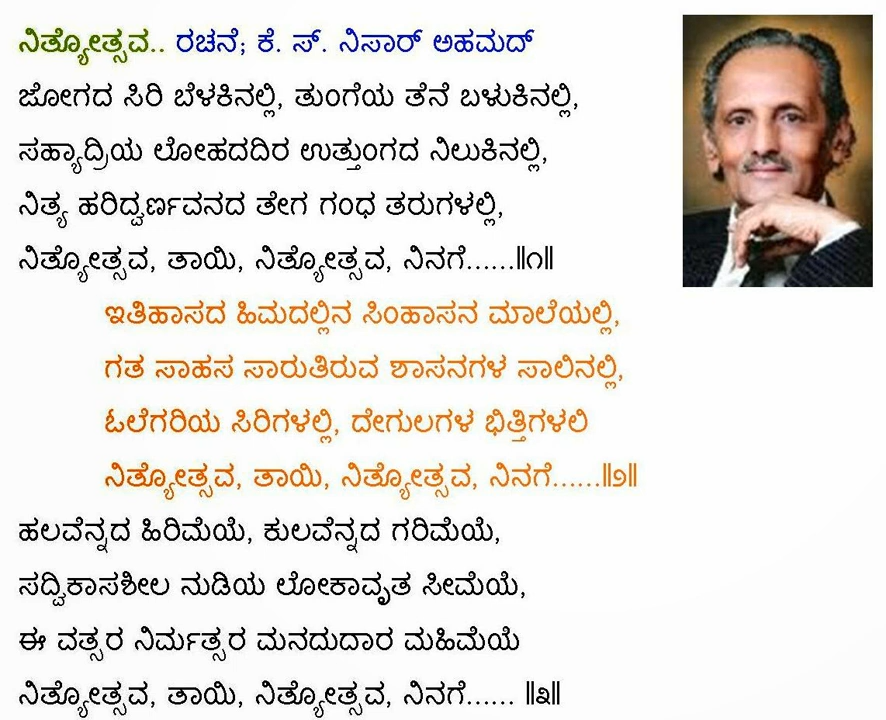 ನಿತ್ಯೋತ್ಸವ.. ರಚನೆ; ಕೆ. ಸ್. ನಿಸಾರ್ ಅಹಮದ್
ಜೋಗದ ಸಿರಿ ಬೆಳಕಿನಲ್ಲಿ, ತುಂಗೆಯ ತೆನೆ ಬಳುಕಿನಲ್ಲಿ,
ಸಹ್ಯಾದ್ರಿಯ ಲೋಹದದಿರ ಉತ್ತುಂಗದ ನಿಲುಕಿನಲ್ಲಿ,
ನಿತ್ಯ ಹರಿದ್ವರ್ಣವನದ ತೇಗ ಗಂಧ ತರುಗಳಲ್ಲಿ,
ನಿತ್ಯೋತ್ಸವ, ತಾಯಿ, ನಿತ್ಯೋತ್ಸವ, ನಿನಗೆ......॥೧॥
ಇತಿಹಾಸದ ಹಿಮದಲ್ಲಿನ ಸಿಂಹಾಸನ ಮಾಲೆಯಲ್ಲಿ,
ಗತ ಸಾಹಸ ಸಾರುತಿರುವ ಶಾಸನಗಳ ಸಾಲಿನಲ್ಲಿ,
ಓಲೆಗರಿಯ ಸಿರಿಗಳಲ್ಲಿ, ದೇಗುಲಗಳ ಭಿತ್ತಿಗಳಲಿ
ನಿತ್ಯೋತ್ಸವ, ತಾಯಿ, ನಿತ್ಯೋತ್ಸವ, ನಿನಗೆ......॥೨॥
ಹಲವೆನ್ನದ ಹಿರಿಮೆಯೆ, ಕುಲವೆನ್ನದ ಗರಿಮೆಯೆ,
ಸದ್ವಿಕಾಸಶೀಲ ನುಡಿಯ ಲೋಕಾವೃತ ಸೀಮೆಯೆ,
ಈ ವತ್ಸರ ನಿರ್ಮತ್ಸರ ಮನದುದಾರ ಮಹಿಮೆಯೆ
ನಿತ್ಯೋತ್ಸವ, ತಾಯಿ, ನಿತ್ಯೋತ್ಸವ, ನಿನಗೆ...... ॥೩॥